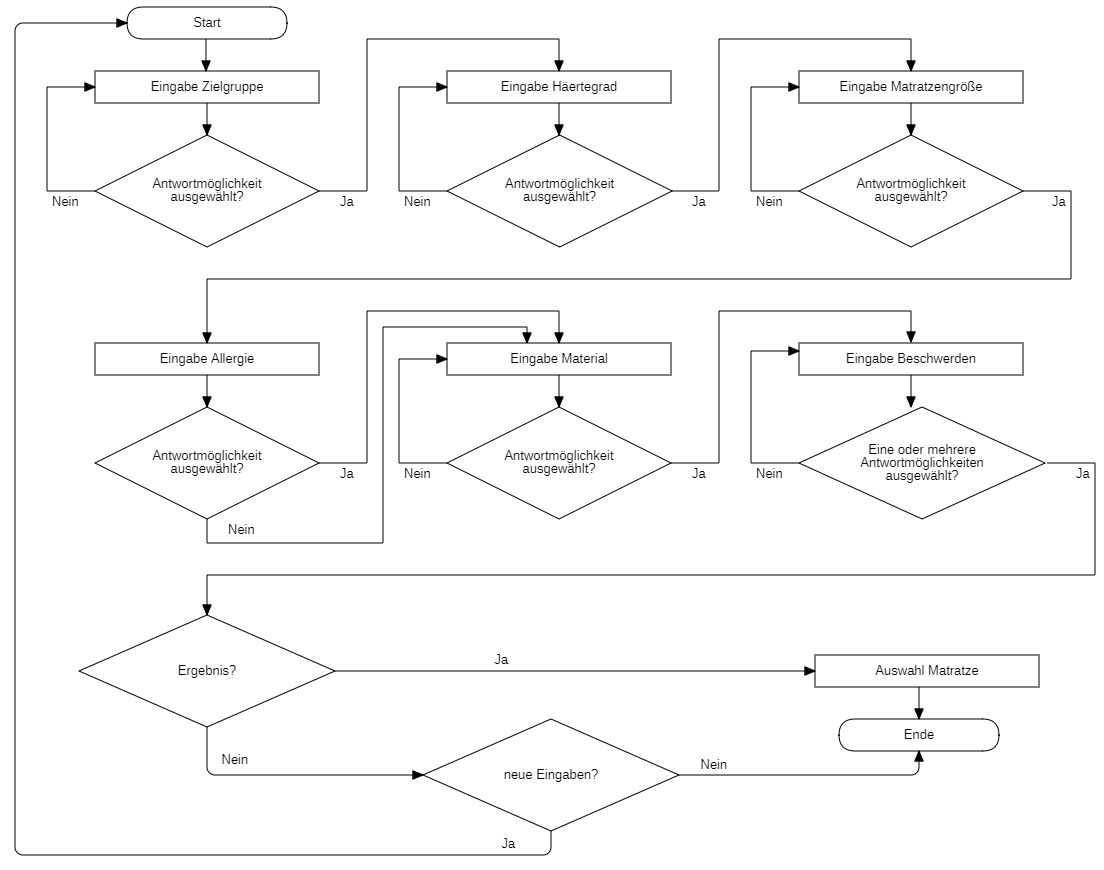 Start
Eingabe Zielgruppe
Eingabe Häertegrad
Eingabe Matratzengröße
Antwortmöglichkeit
ausgewählt?
Nein
Ja
Antwortmöglichkeit
ausgewählt?
Nein
Ja
Antwortmöglichkeit
ausgewählt?
Nein
Ja
Eingabe Allergie
Eingabe Material
Eingabe Beschwerden
Antwortmöglichkeit
ausgewählt?
Ja
Nein
Antwortmöglichkeit
ausgewählt?
Nein
Ja
Eine oder mehrere
Antwortmöglichkeiten
ausgewählt?
Nein
Ja
Ergebnis?
Ja
Auswahl Matratze
Nein
neue Eingaben?
Nein
Ende
Ja